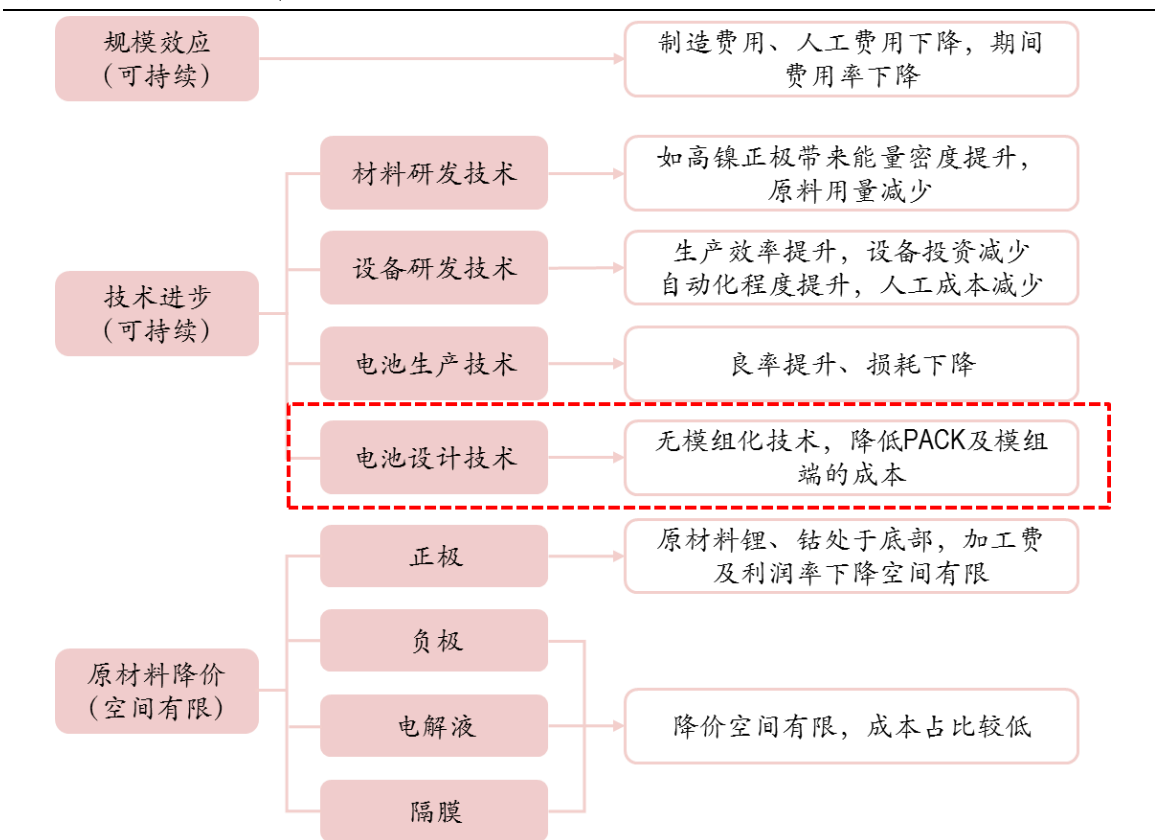 规模效应
（可持续）
制造费用、人工费用下降，期间
费用率下降
技术进步
（可持续）
材料研发技术
如高镍正极带来能量密度提升，
原料用量减少
设备研发技术
生产效率提升，设备投资减少
自动化程度提升，人工成本减少
电池生产技术
良率提升、损耗下降
电池设计技术
无模组化技术，降低PACK及模组
端的成本
原材料降价
（空间有限）
正极
原材料锂、钴处于底部，加工费
及利润率下降空间有限
负极
电解液
隔膜
降价空间有限，成本占比较低